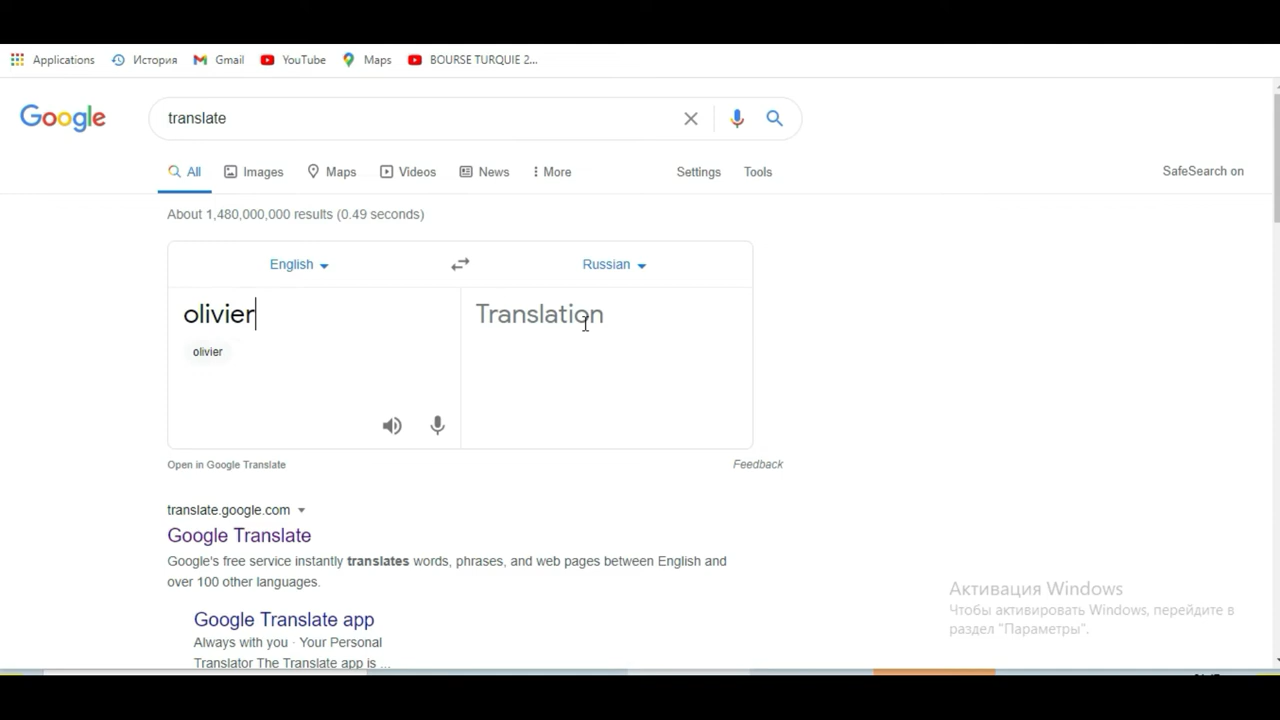 Applications История Gmail YouTube Maps BOURSE TURQUIE 2...
Google translate
All Images Maps Videos News More Settings Tools SafeSearch on
About 1,480,000,000 results (0.49 seconds)
English Russian
olivier Translation
olivier
Open in Google Translate Feedback
translate.google.com
Google Translate
Google's free service instantly translates words, phrases, and web pages between English and
over 100 other languages.
Google Translate app
Always with you · Your Personal
Translator The Translate app is ...
Активация Windows
Чтобы активировать Windows, перейдите в
раздел "Параметры".